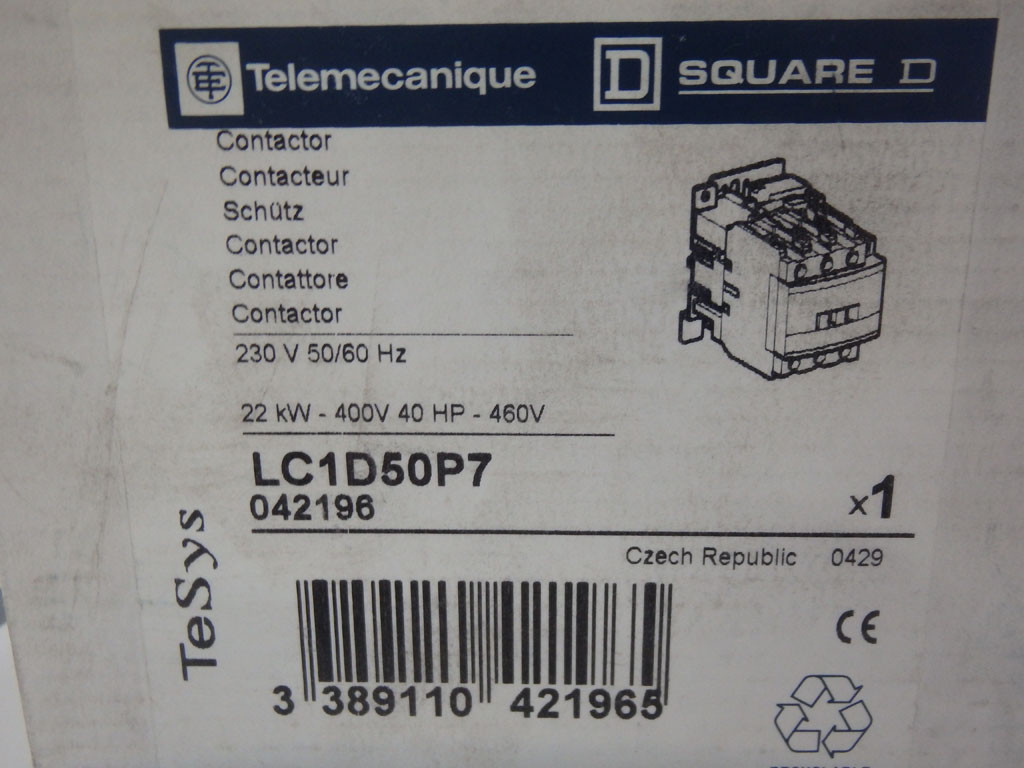 Telemecanique
D SQUARE D
Contactor
Contacteur
Schütz
Contactor
Contattore
Contactor
230 V 50/60 Hz
22 kW - 400V 40 HP - 460V
LC1D50P7
042196
x1
Czech Republic 0429
TeSys
CE
3 389110 421965